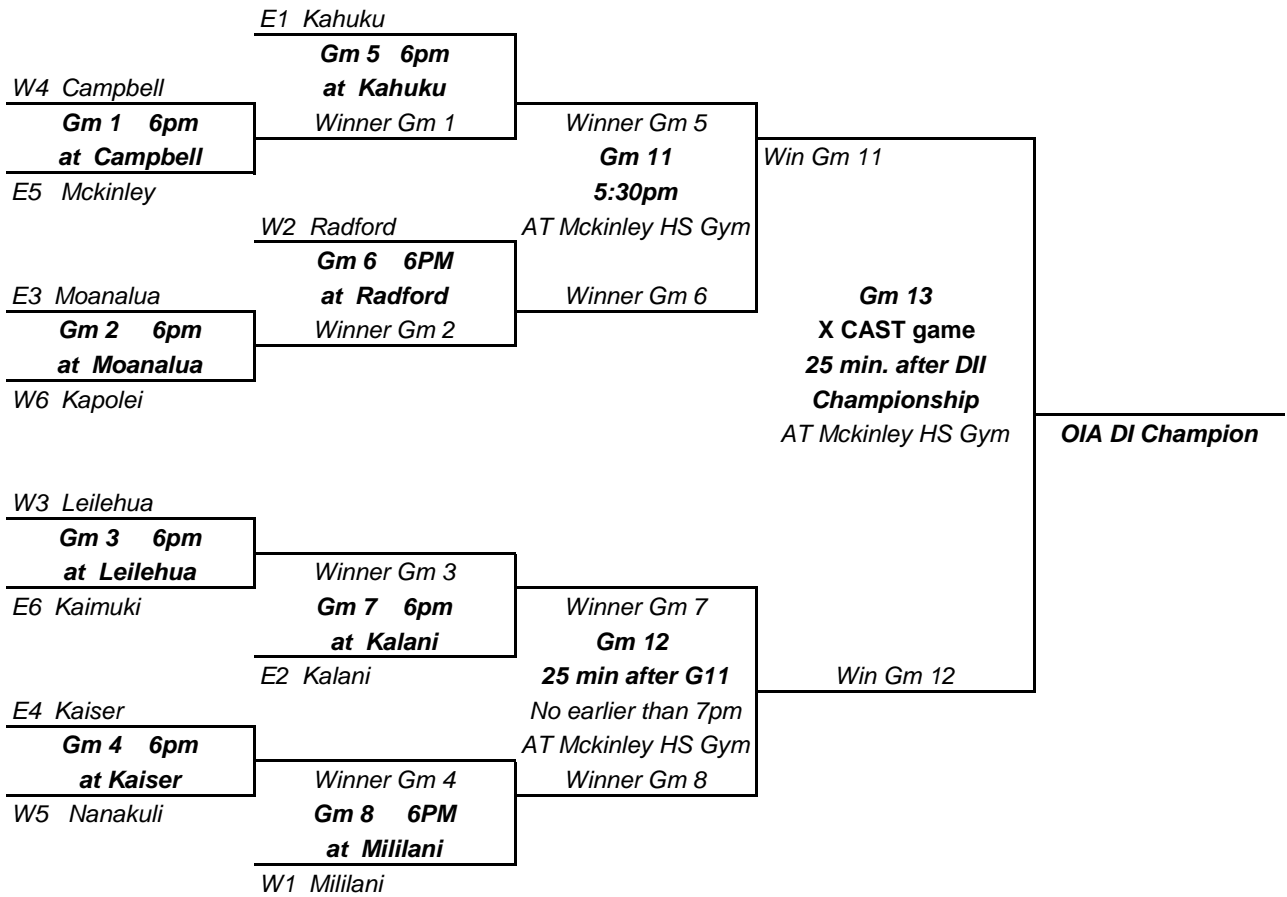 E1 Kahuku
Gm 5 6pm
W4 Campbell
at Kahuku
Gm 1 6pm
Winner Gm 1
Winner Gm 5
at Campbell
Gm 11
Win Gm 11
E5 Mckinley
5:30pm
W2 Radford
AT Mckinley HS Gym
Gm 6 6PM
E3 Moanalua
at Radford
Winner Gm 6
Gm 13
Gm 2 6pm
Winner Gm 2
X CAST game
at Moanalua
25 min. after DII
W6 Kapolei
Championship
AT Mckinley HS Gym
OIA DI Champion
W3 Leilehua
Gm 3 6pm
at Leilehua
Winner Gm 3
E6 Kaimuki
Gm 7 6pm
Winner Gm 7
at Kalani
Gm 12
E2 Kalani
25 min after G11
Win Gm 12
E4 Kaiser
No earlier than 7pm
Gm 4 6pm
AT Mckinley HS Gym
at Kaiser
Winner Gm 4
Winner Gm 8
W5 Nanakuli
Gm 8 6PM
at Mililani
W1 Mililani